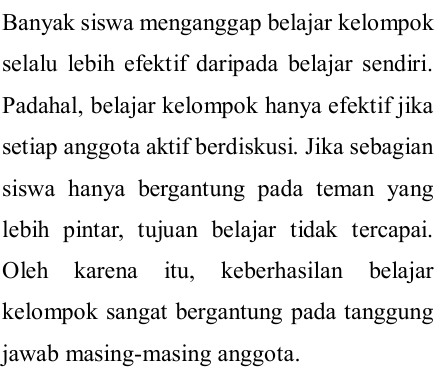 Banyak siswa menganggap belajar kelompok
selalu lebih efektif daripada belajar sendiri.
Padahal, belajar kelompok hanya efektif jika
setiap anggota aktif berdiskusi. Jika sebagian
siswa hanya bergantung pada teman yang
lebih pintar, tujuan belajar tidak tercapai.
Oleh karena itu, keberhasilan belajar
kelompok sangat bergantung pada tanggung
jawab masing-masing anggota.